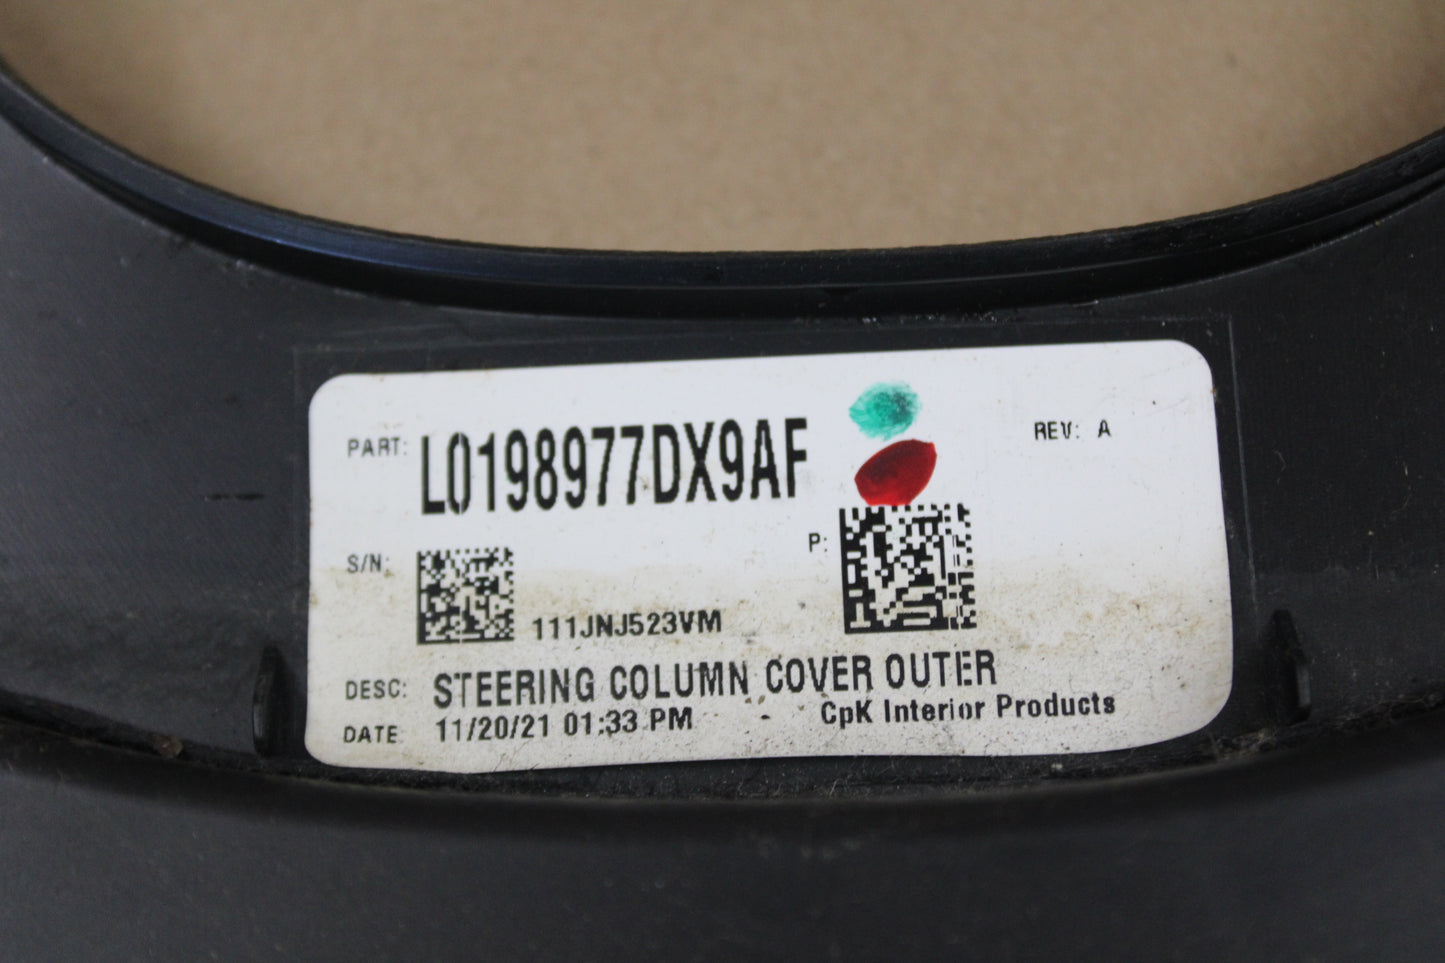 PART: L0198977DX9AF
REV: A
S/N: 111JNJ523VM
P:
DESC: STEERING COLUMN COVER OUTER
DATE: 11/20/21 01:33 PM CpK Interior Products